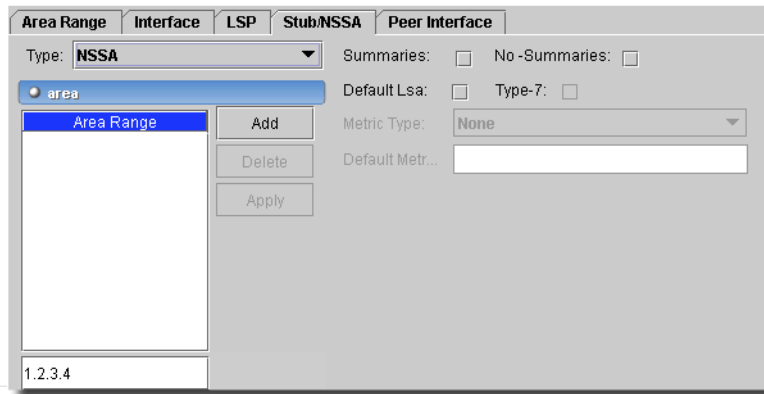 Area Range Interface LSP Stub/NSSA Peer Interface
Type: NSSA Summaries: No -Summaries:
area Default Lsa: Type-7:
Area Range Add Metric Type: None
Delete Default Metr...
Apply
1.2.3.4